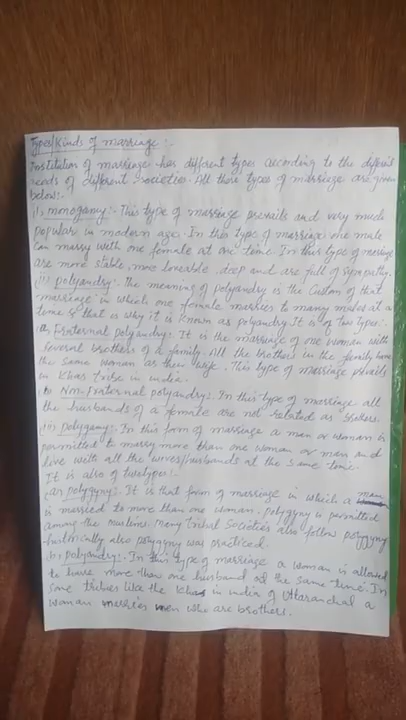 Types/Kinds of marriage :-
Institution of marriage has different types according to the different
needs of different societies. All these types of marriage are given
below:-
(i) monogamy:- This type of marriage prevails and very much
popular in modern age. In this type of marriage one male
can marry with one female at one time. In this type of marriage
are more stable, more loveable, deep and are full of sympathy.
(ii) polyandry:- The meaning of polyandry is the custom of that
marriage in which one female marries to many males at a
time so that is why it is known as polyandry. It is of two types:-
(a) Fraternal polyandry:- It is the marriage of one woman with
several brothers of a family. All the brothers in the family have
the same woman as their wife. This type of marriage prevails
in Khas tribe in india.
(b) Non-Fraternal polyandry:- In this type of marriage all
the husbands of a female are not related as brothers.
(iii) polygamy:- In this form of marriage a man or woman is
permitted to marry more than one woman or man and
live with all the wives/husbands at the same time.
It is also of two types:-
(a) polygyny:- It is that form of marriage in which a man
is married to more than one woman. polygyny is permitted
among the muslims. Many tribal societies also follow polygyny
also polygyny was practiced.
(b) polyandry:- In this type of marriage a woman is allowed
to have more than one husband at the same time. In
some tribes like the Khas in india of Uttaranchal a
woman marries men who are brothers.